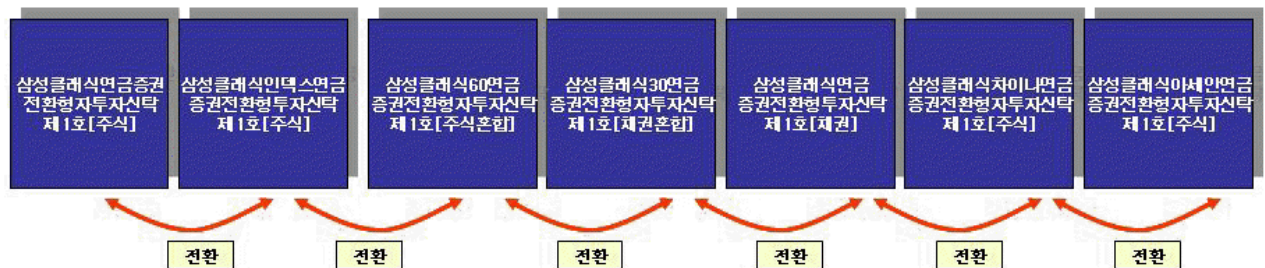 삼성클래식연금증권
전환형자투자신탁
제1호[주식]
삼성클래식인덱스연금
증권전환형투자신탁
제1호[주식]
삼성클래식60연금
증권전환형자투자신탁
제1호[주식혼합]
삼성클래식30연금
증권전환형자투자신탁
제1호[채권혼합]
삼성클래식연금
증권전환형자투자신탁
제1호[채권]
삼성클래식차이나연금
증권전환형자투자신탁
제1호[주식]
삼성클래식아세안연금
증권전환형자투자신탁
제1호[주식]
전환
전환
전환
전환
전환
전환